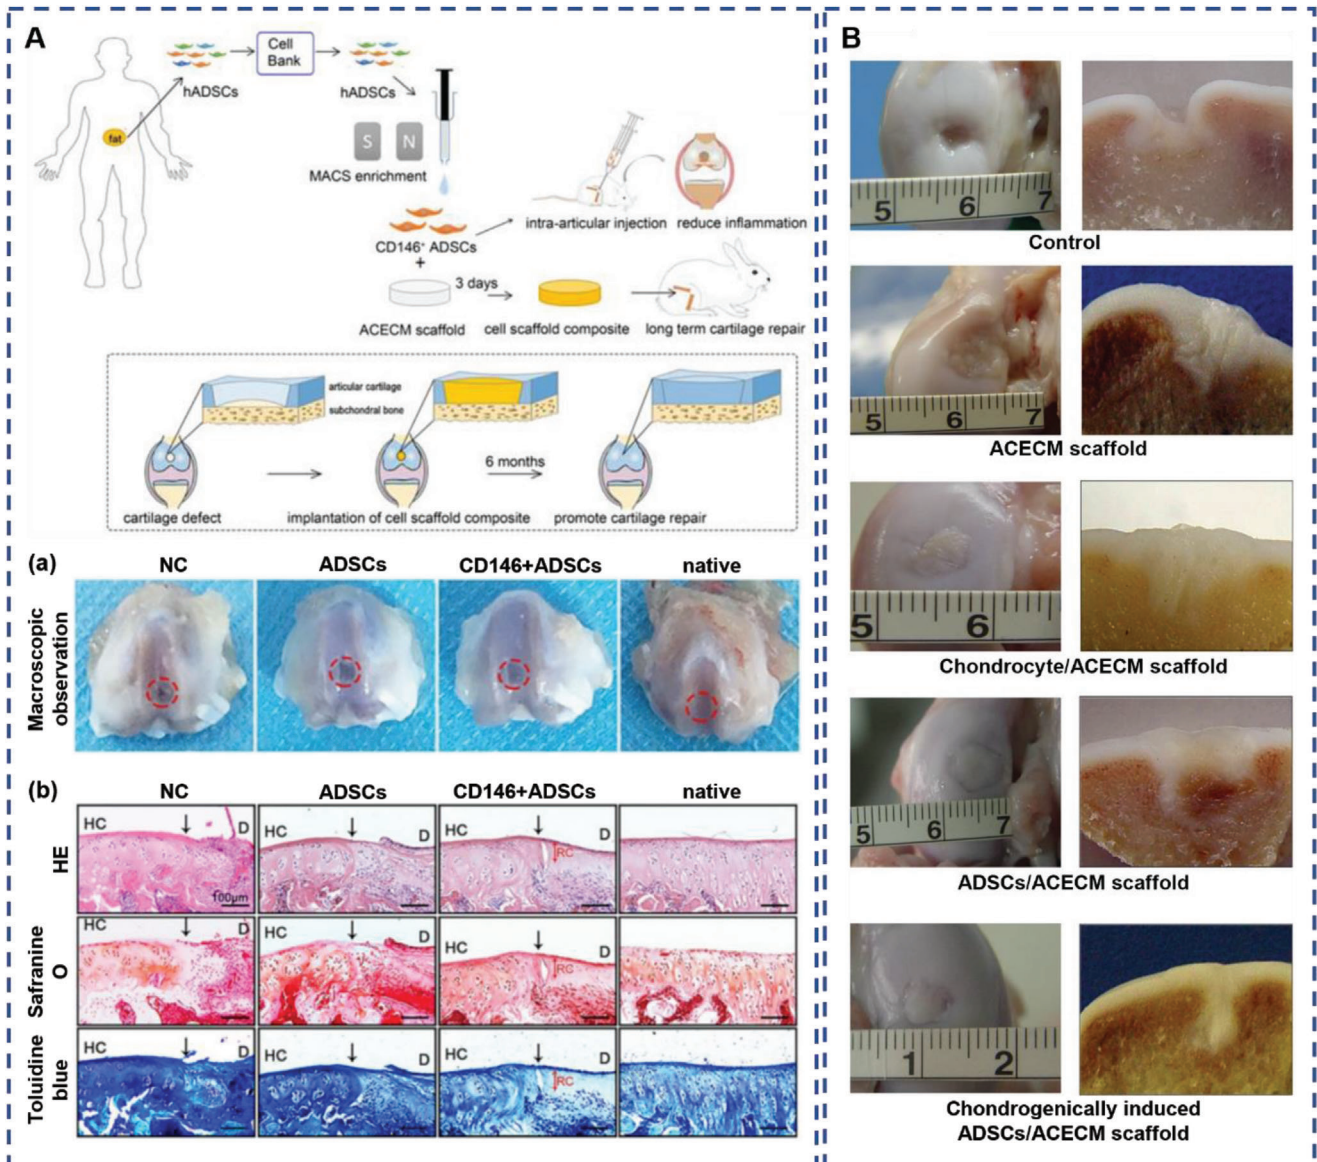 A
Cell
Bank
hADSCs
hADSCs
fat
S N
MACS enrichment
CD146⁺ ADSCs
+
intra-articular injection reduce inflammation
3 days
ACECM scaffold cell scaffold composite long term cartilage repair
articular cartilage
subchondral bone
6 months
cartilage defect implantation of cell scaffold composite promote cartilage repair
(a) NC ADSCs CD146+ADSCs native
Macroscopic
observation
(b) NC ADSCs CD146+ADSCs native
HE
HC D HC D HC D
RC
100μm
Safranine
O
HC D HC D HC D
RC
Toluidine
blue
HC D HC D HC D
RC
B
5 6 7
Control
5 6 7
ACECM scaffold
5 6
Chondrocyte/ACECM scaffold
5 6 7
ADSCs/ACECM scaffold
1 2
Chondrogenically induced
ADSCs/ACECM scaffold